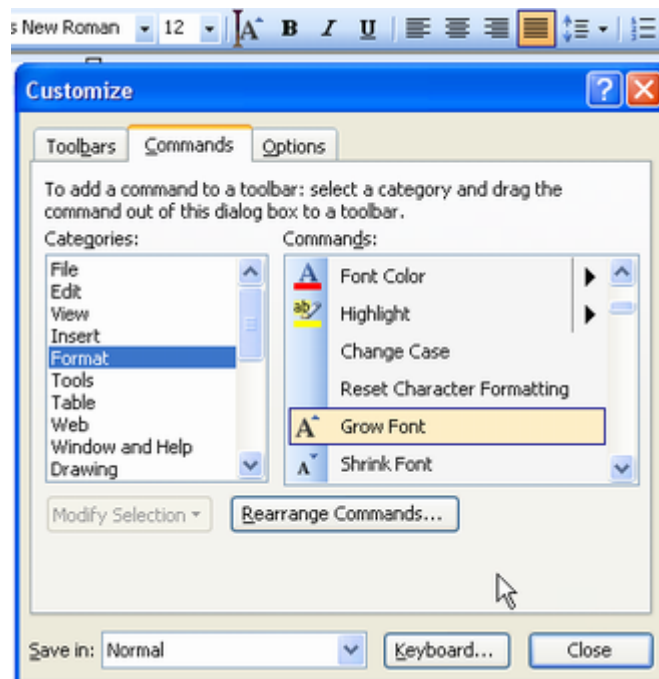 s New Roman 12 A B I U
Customize
Toolbars Commands Options
To add a command to a toolbar: select a category and drag the
command out of this dialog box to a toolbar.
Categories: Commands:
File
Edit
View
Insert
Format
Tools
Table
Web
Window and Help
Drawing
A Font Color
ab Highlight
Change Case
Reset Character Formatting
A Grow Font
A Shrink Font
Modify Selection Rearrange Commands...
Save in: Normal Keyboard... Close